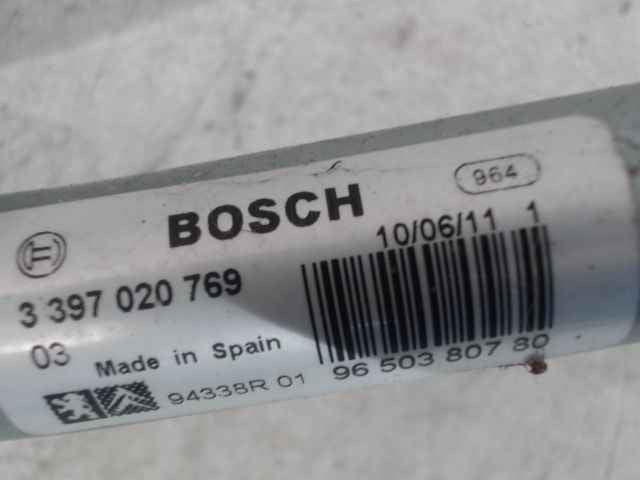 964
BOSCH
10/06/11 1
3 397 020 769
03 Made in Spain
96 503 807 80
94338R 01